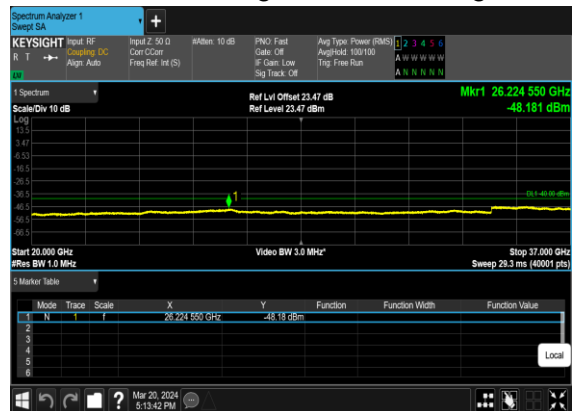 Spectrum Analyzer 1
Swept SA
+
KEYSIGHT Input: RF Input Z: 50 Ω #Atten: 10 dB PNO: Fast Avg Type: Power (RMS) 1 2 3 4 5 6
R T Coupling: DC Corr CCorr Gate: Off Avg|Hold: 100/100 A W W W W W
Align: Auto Freq Ref: Int (S) IF Gain: Low Trig: Free Run
LXI Sig Track: Off A N N N N N
1 Spectrum Ref Lvl Offset 23.47 dB Mkr1 26.224 550 GHz
Scale/Div 10 dB Ref Level 23.47 dBm -48.181 dBm
Log
13.5
3.47
-6.53
-16.5
-26.5
-36.5 1 DL1 -40.00 dBm
-46.5
-56.5
-66.5
Start 20.000 GHz Video BW 3.0 MHz* Stop 37.000 GHz
#Res BW 1.0 MHz Sweep 29.3 ms (40001 pts)
5 Marker Table
Mode Trace Scale X Y Function Function Width Function Value
1 N 1 f 26.224 550 GHz -48.18 dBm
2
3
4
5
6
Local
? Mar 20, 2024
5:13:42 PM